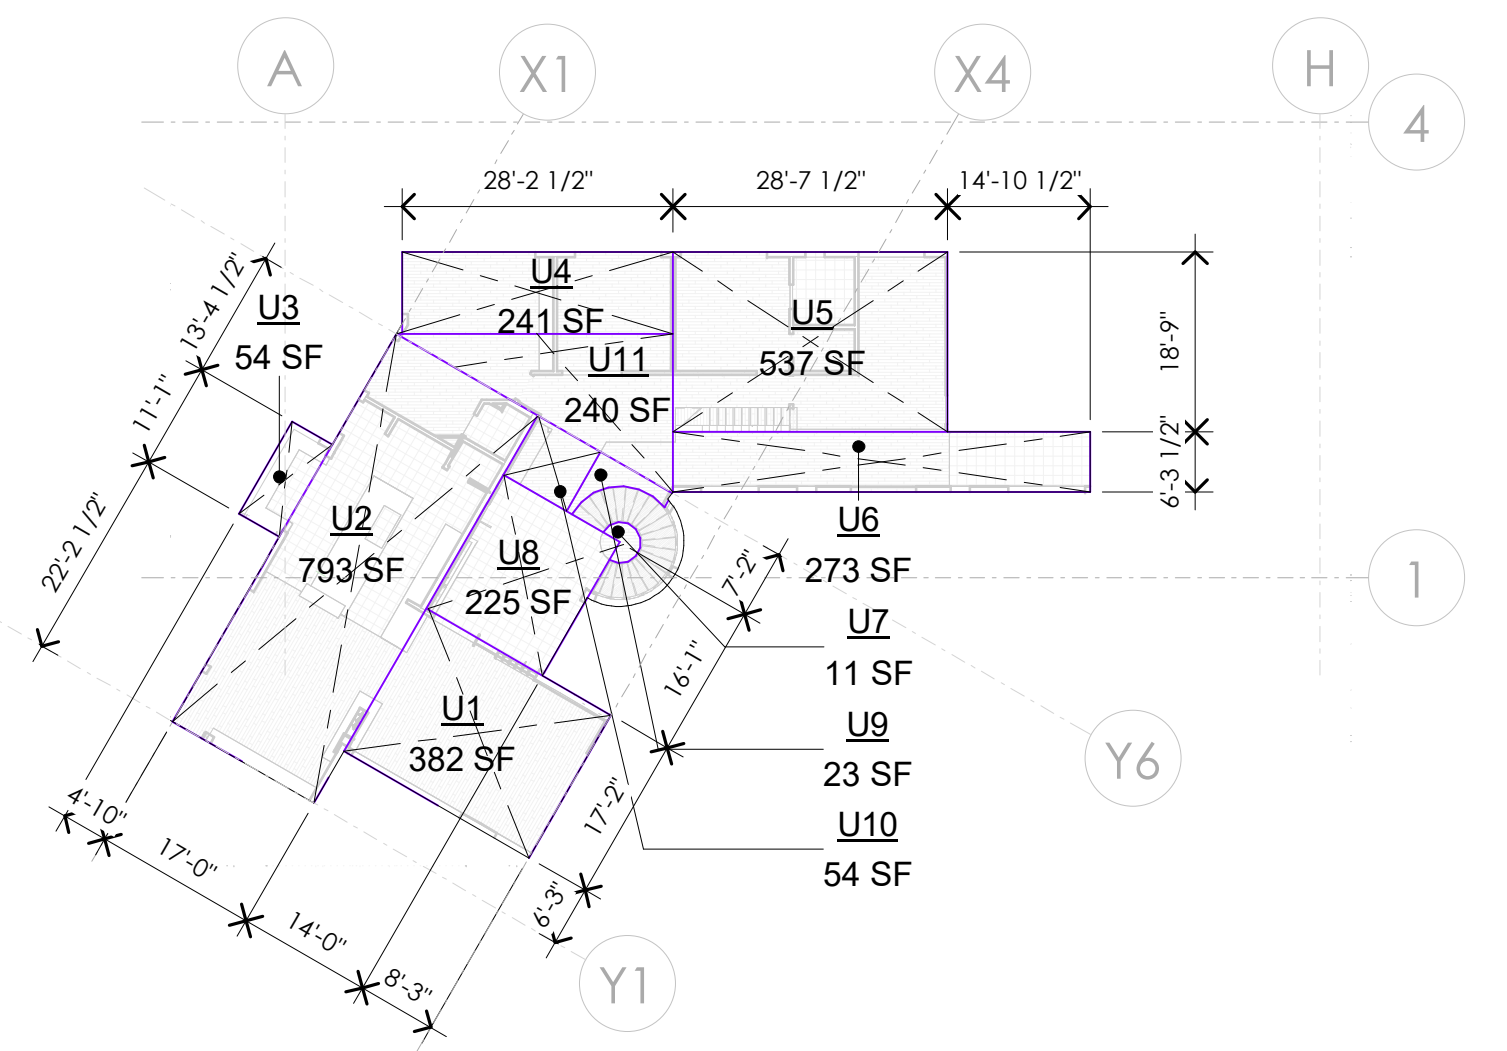 A
X1
X4
H
4
28'-2 1/2"
28'-7 1/2"
14'-10 1/2"
13'-4 1/2"
U3
54 SF
U4
241 SF
U5
537 SF
18'-9"
U11
240 SF
11'-1"
6'-3 1/2"
22'-2 1/2"
U2
793 SF
U8
225 SF
U6
273 SF
1
7'-2"
U7
11 SF
16'-1"
U1
382 SF
U9
23 SF
Y6
17'-2"
U10
54 SF
4'-10"
17'-0"
14'-0"
6'-3"
8'-3"
Y1